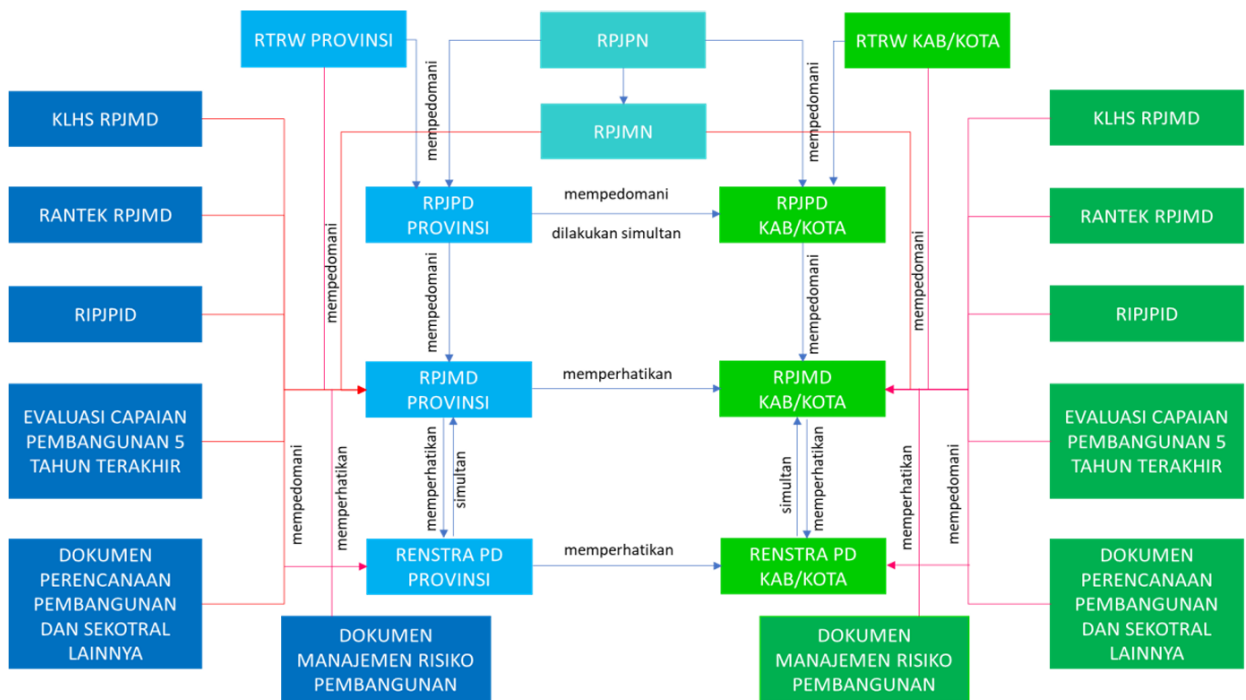 RTRW PROVINSI
RPJPN
RTRW KAB/KOTA
mempedomani
mempedomani
KLHS RPJMD
RPJMN
KLHS RPJMD
RANTEK RPJMD
RPJPD
PROVINSI
mempedomani
dilakukan simultan
RPJPD
KAB/KOTA
RANTEK RPJMD
mempedomani
mempedomani
mempedomani
mempedomani
RIPJPID
RIPJPID
RPJMD
PROVINSI
memperhatikan
RPJMD
KAB/KOTA
EVALUASI CAPAIAN
PEMBANGUNAN 5
TAHUN TERAKHIR
EVALUASI CAPAIAN
PEMBANGUNAN 5
TAHUN TERAKHIR
mempedomani
memperhatikan
memperhatikan
simultan
simultan
memperhatikan
memperhatikan
mempedomani
RENSTRA PD
PROVINSI
memperhatikan
RENSTRA PD
KAB/KOTA
DOKUMEN
PERENCANAAN
PEMBANGUNAN
DAN SEKOTRAL
LAINNYA
DOKUMEN
PERENCANAAN
PEMBANGUNAN
DAN SEKOTRAL
LAINNYA
DOKUMEN
MANAJEMEN RISIKO
PEMBANGUNAN
DOKUMEN
MANAJEMEN RISIKO
PEMBANGUNAN